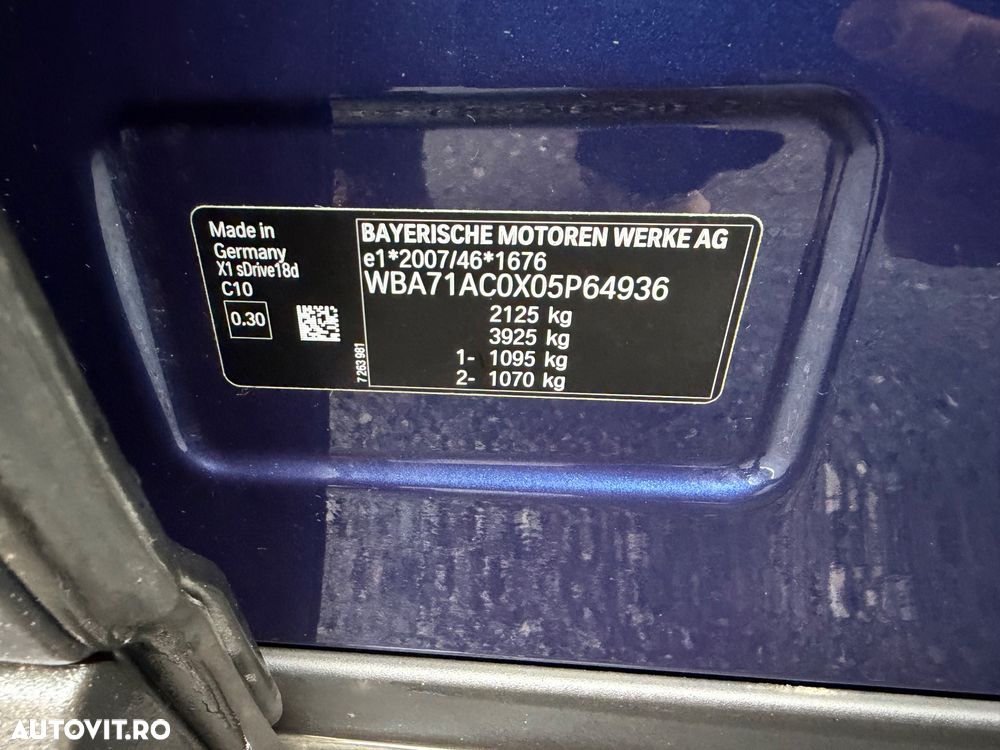 Made in
Germany
X1 sDrive18d
C10
0.30
7 263 981
BAYERISCHE MOTOREN WERKE AG
e1*2007/46*1676
WBA71AC0X05P64936
2125 kg
3925 kg
1- 1095 kg
2- 1070 kg
AUTOVIT.RO